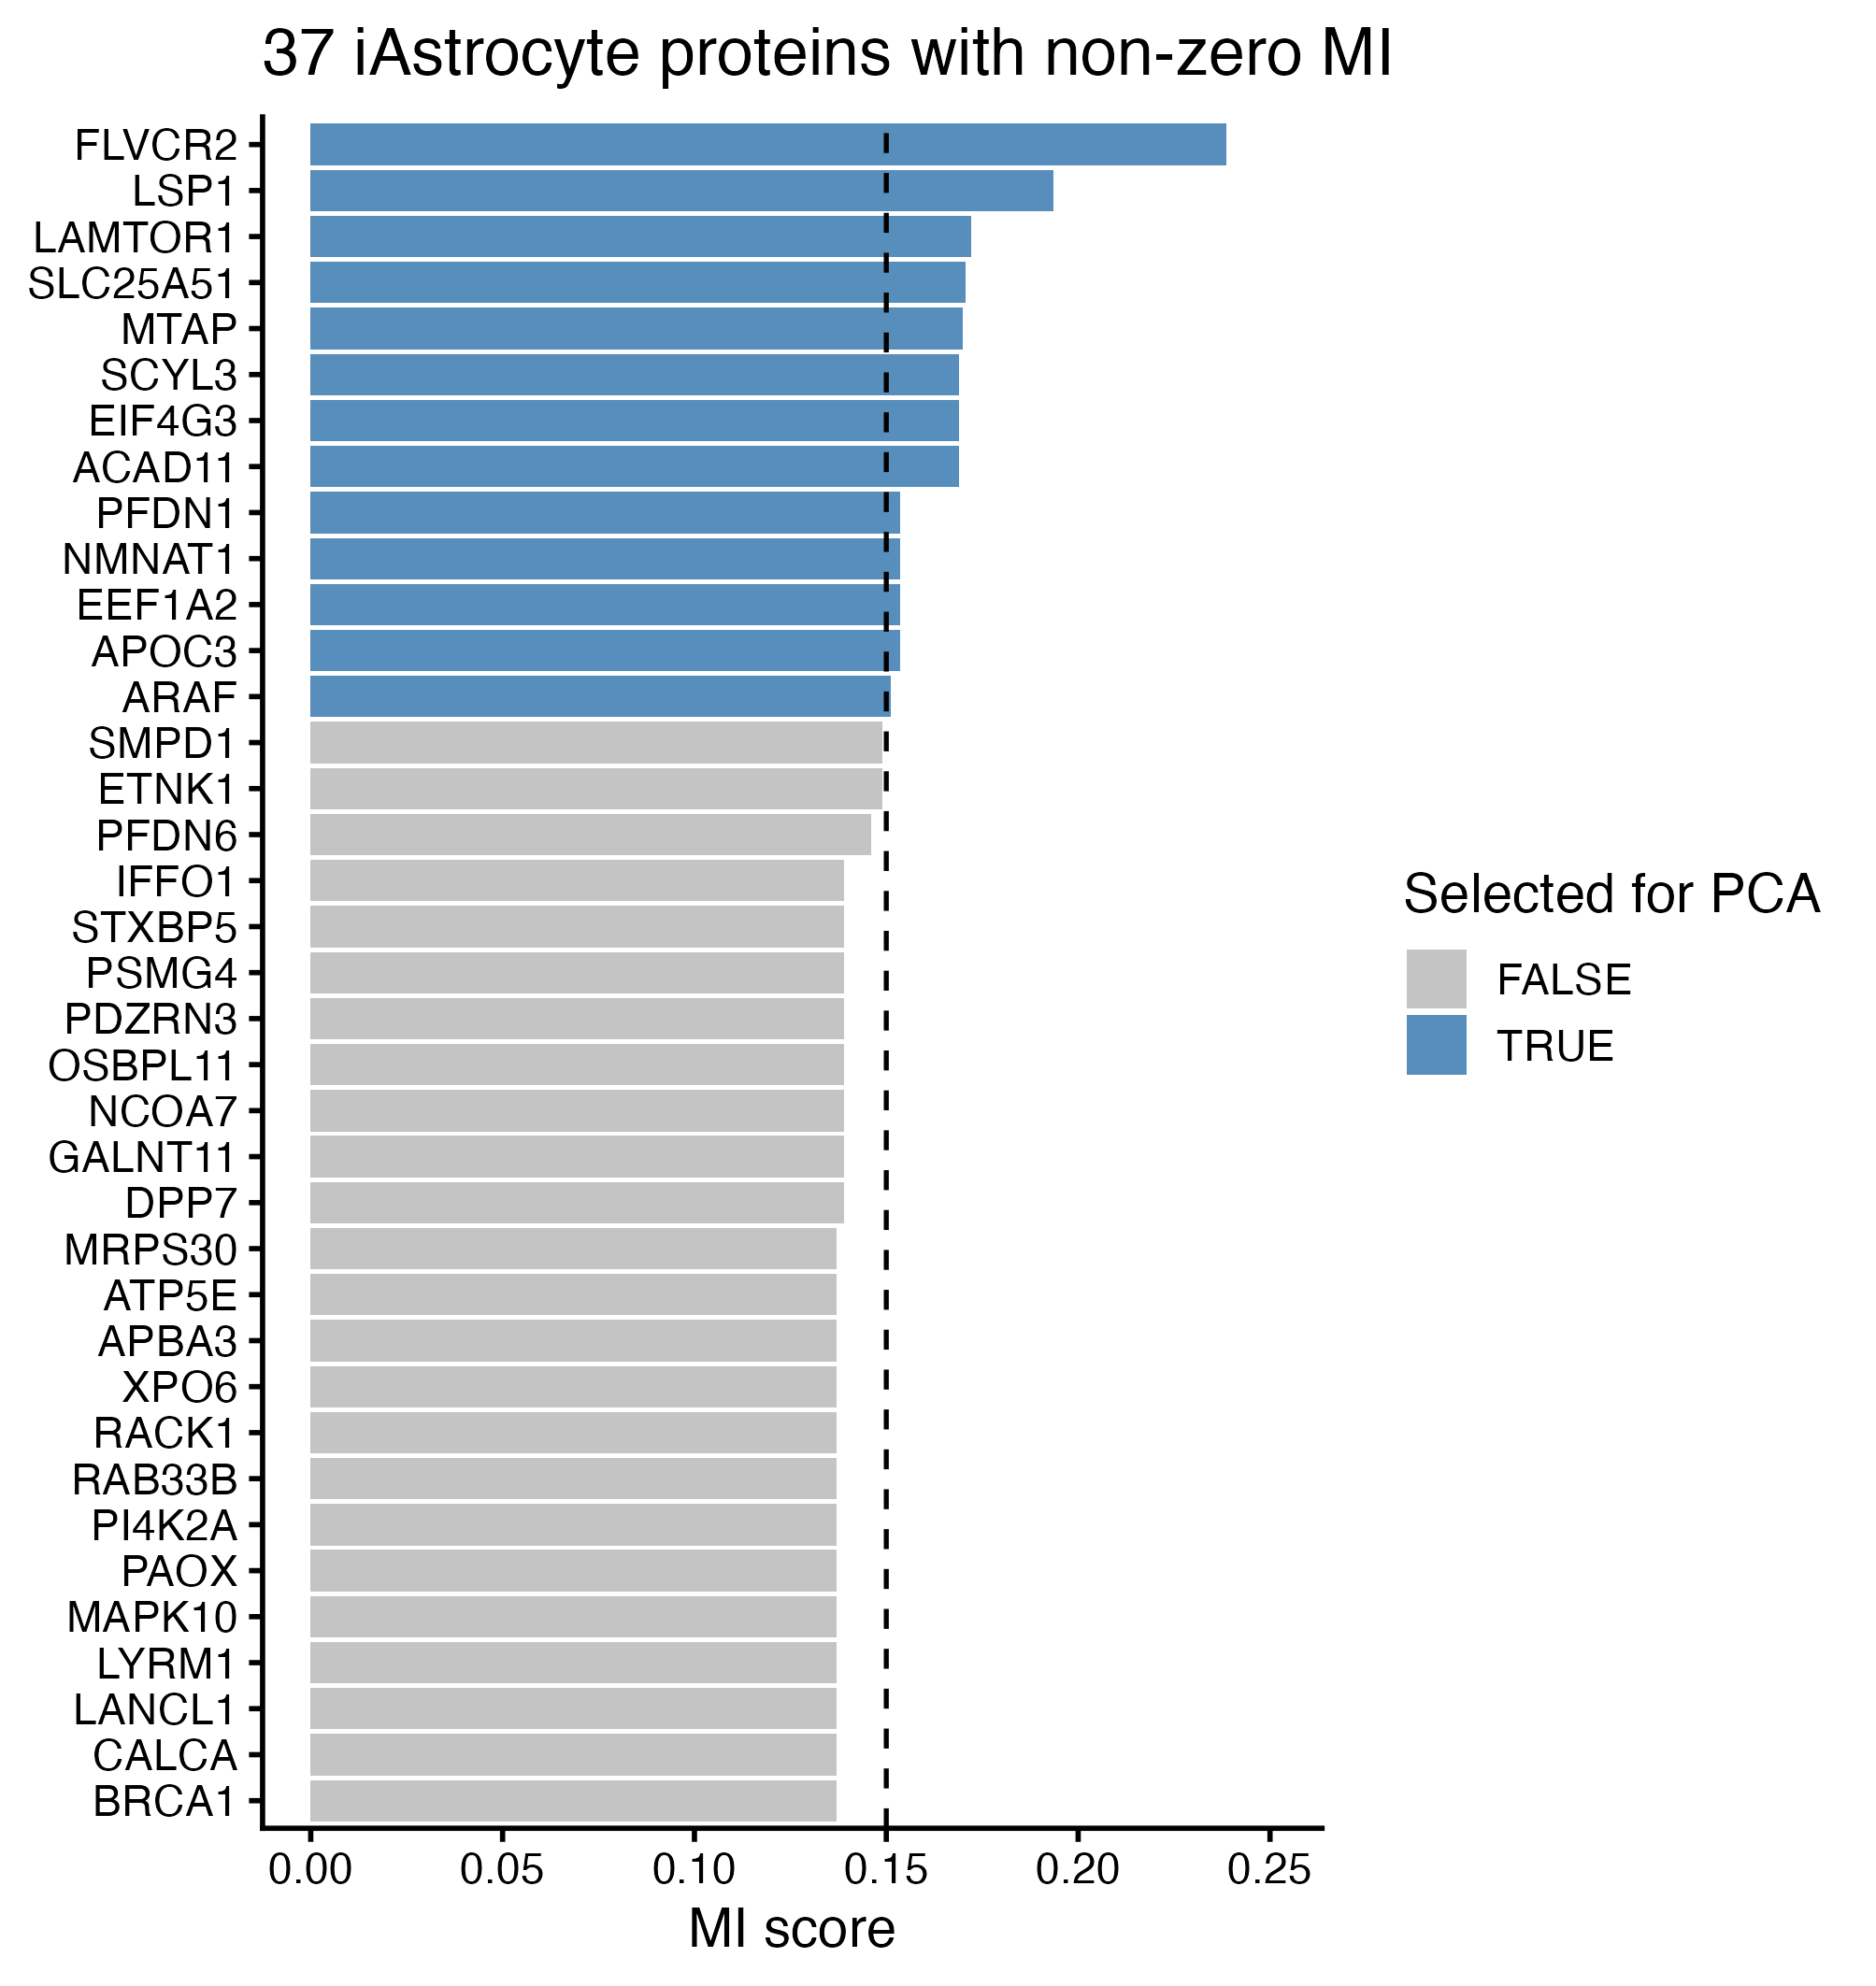 37 iAstrocyte proteins with non-zero MI
FLVCR2
LSP1
LAMTOR1
SLC25A51
MTAP
SCYL3
EIF4G3
ACAD11
PFDN1
NMNAT1
EEF1A2
APOC3
ARAF
SMPD1
ETNK1
PFDN6
IFFO1
STXBP5
PSMG4
PDZRN3
OSBPL11
NCOA7
GALNT11
DPP7
MRPS30
ATP5E
APBA3
XPO6
RACK1
RAB33B
PI4K2A
PAOX
MAPK10
LYRM1
LANCL1
CALCA
BRCA1
0.00 0.05 0.10 0.15 0.20 0.25
MI score
Selected for PCA
FALSE
TRUE